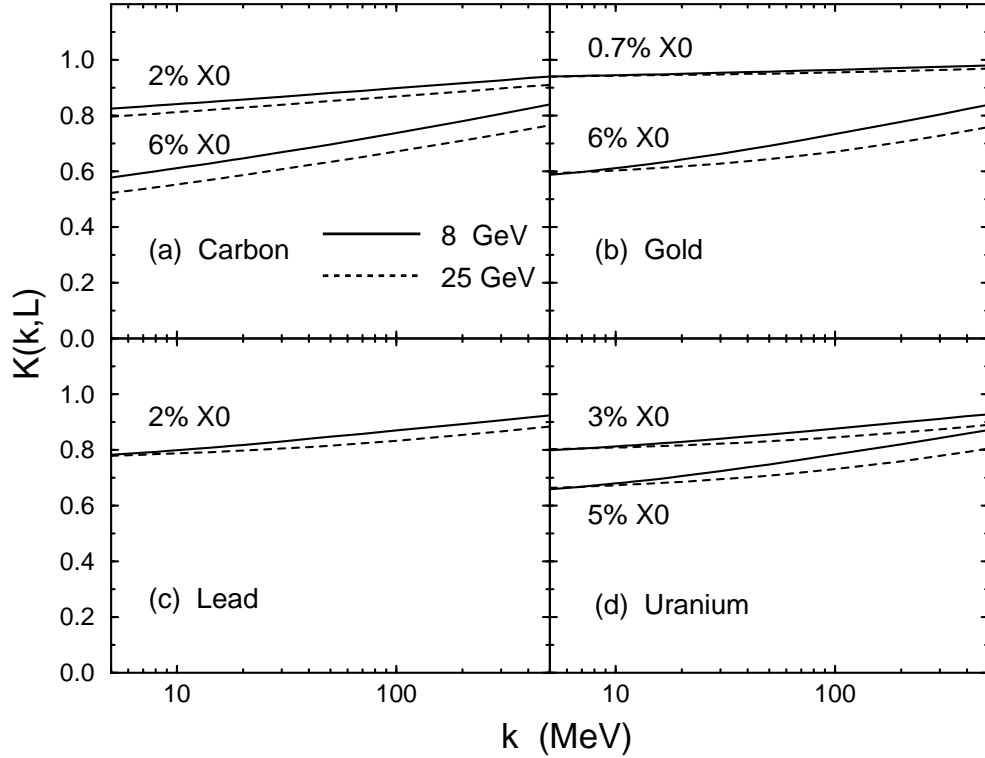 K(k,L)
1.0
0.8
0.6
0.4
0.2
0.0
2% X0
6% X0
(a) Carbon
8 GeV
25 GeV
0.7% X0
6% X0
(b) Gold
1.0
0.8
0.6
0.4
0.2
0.0
2% X0
(c) Lead
3% X0
5% X0
(d) Uranium
10 100 10 100
k (MeV)